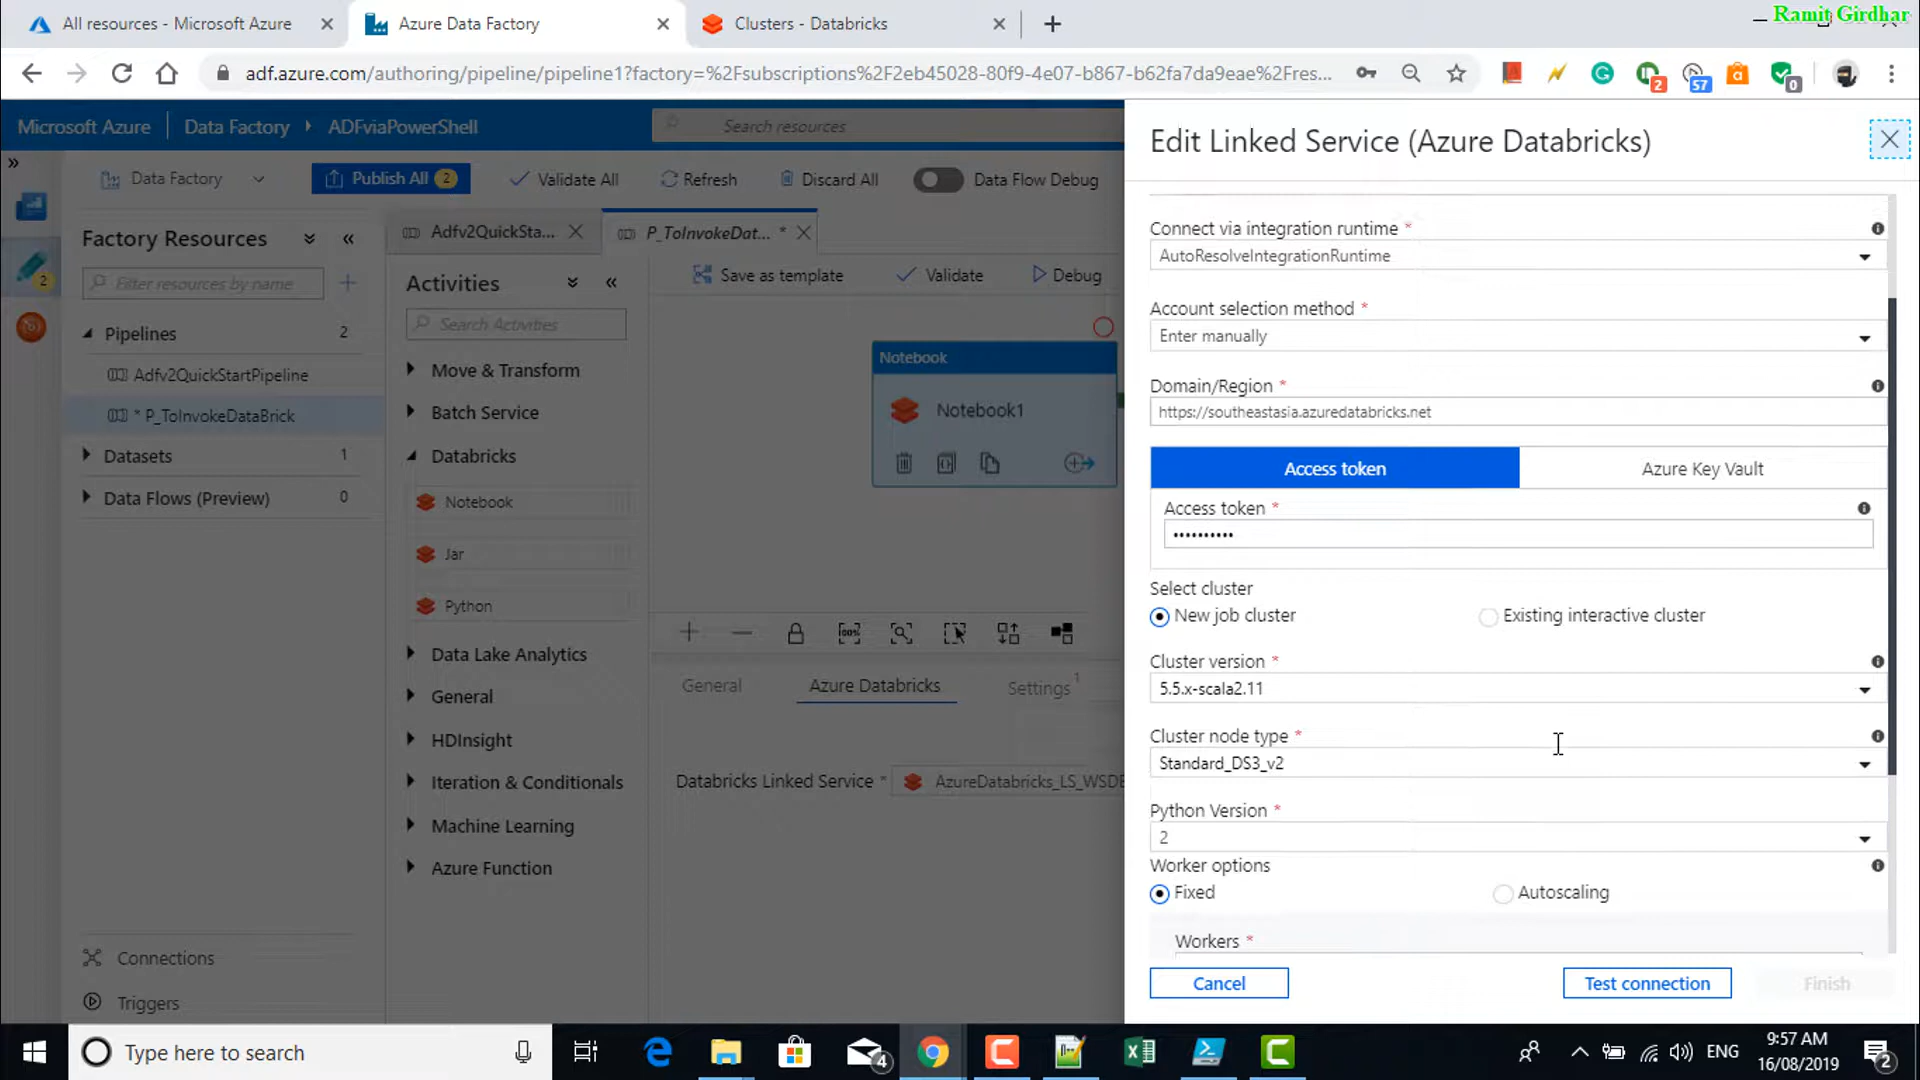 All resources - Microsoft Azure
Azure Data Factory
Clusters - Databricks
Ramit Girdhar
adf.azure.com/authoring/pipeline/pipeline1?factory=%2Fsubscriptions%2F2eb45028-80f9-4e07-b867-b62fa7da9eae%2Fres...
2
57
0
Microsoft Azure
Data Factory
ADFviaPowerShell
Search resources
Data Factory
Publish All 2
Validate All
Refresh
Discard All
Data Flow Debug
2
Factory Resources
Filter resources by name
Pipelines 2
Adfv2QuickStartPipeline
* P_ToInvokeDataBrick
Datasets 1
Data Flows (Preview) 0
Connections
Triggers
Adfv2QuickSta...
P_ToInvokeDat... *
Activities
Search Activities
Move & Transform
Batch Service
Databricks
Notebook
Jar
Python
Data Lake Analytics
General
HDInsight
Iteration & Conditionals
Machine Learning
Azure Function
Save as template
Validate
Debug
Notebook
Notebook1
100%
General
Azure Databricks
Settings 1
Databricks Linked Service *
AzureDatabricks_LS_WSDE
Edit Linked Service (Azure Databricks)
Connect via integration runtime *
AutoResolveIntegrationRuntime
Account selection method *
Enter manually
Domain/Region *
https://southeastasia.azuredatabricks.net
Access token
Azure Key Vault
Access token *
••••••••••
Select cluster
New job cluster
Existing interactive cluster
Cluster version *
5.5.x-scala2.11
Cluster node type *
Standard_DS3_v2
Python Version *
2
Worker options
Fixed
Autoscaling
Workers *
Cancel
Test connection
Finish
Type here to search
4
ENG
9:57 AM
16/08/2019
2